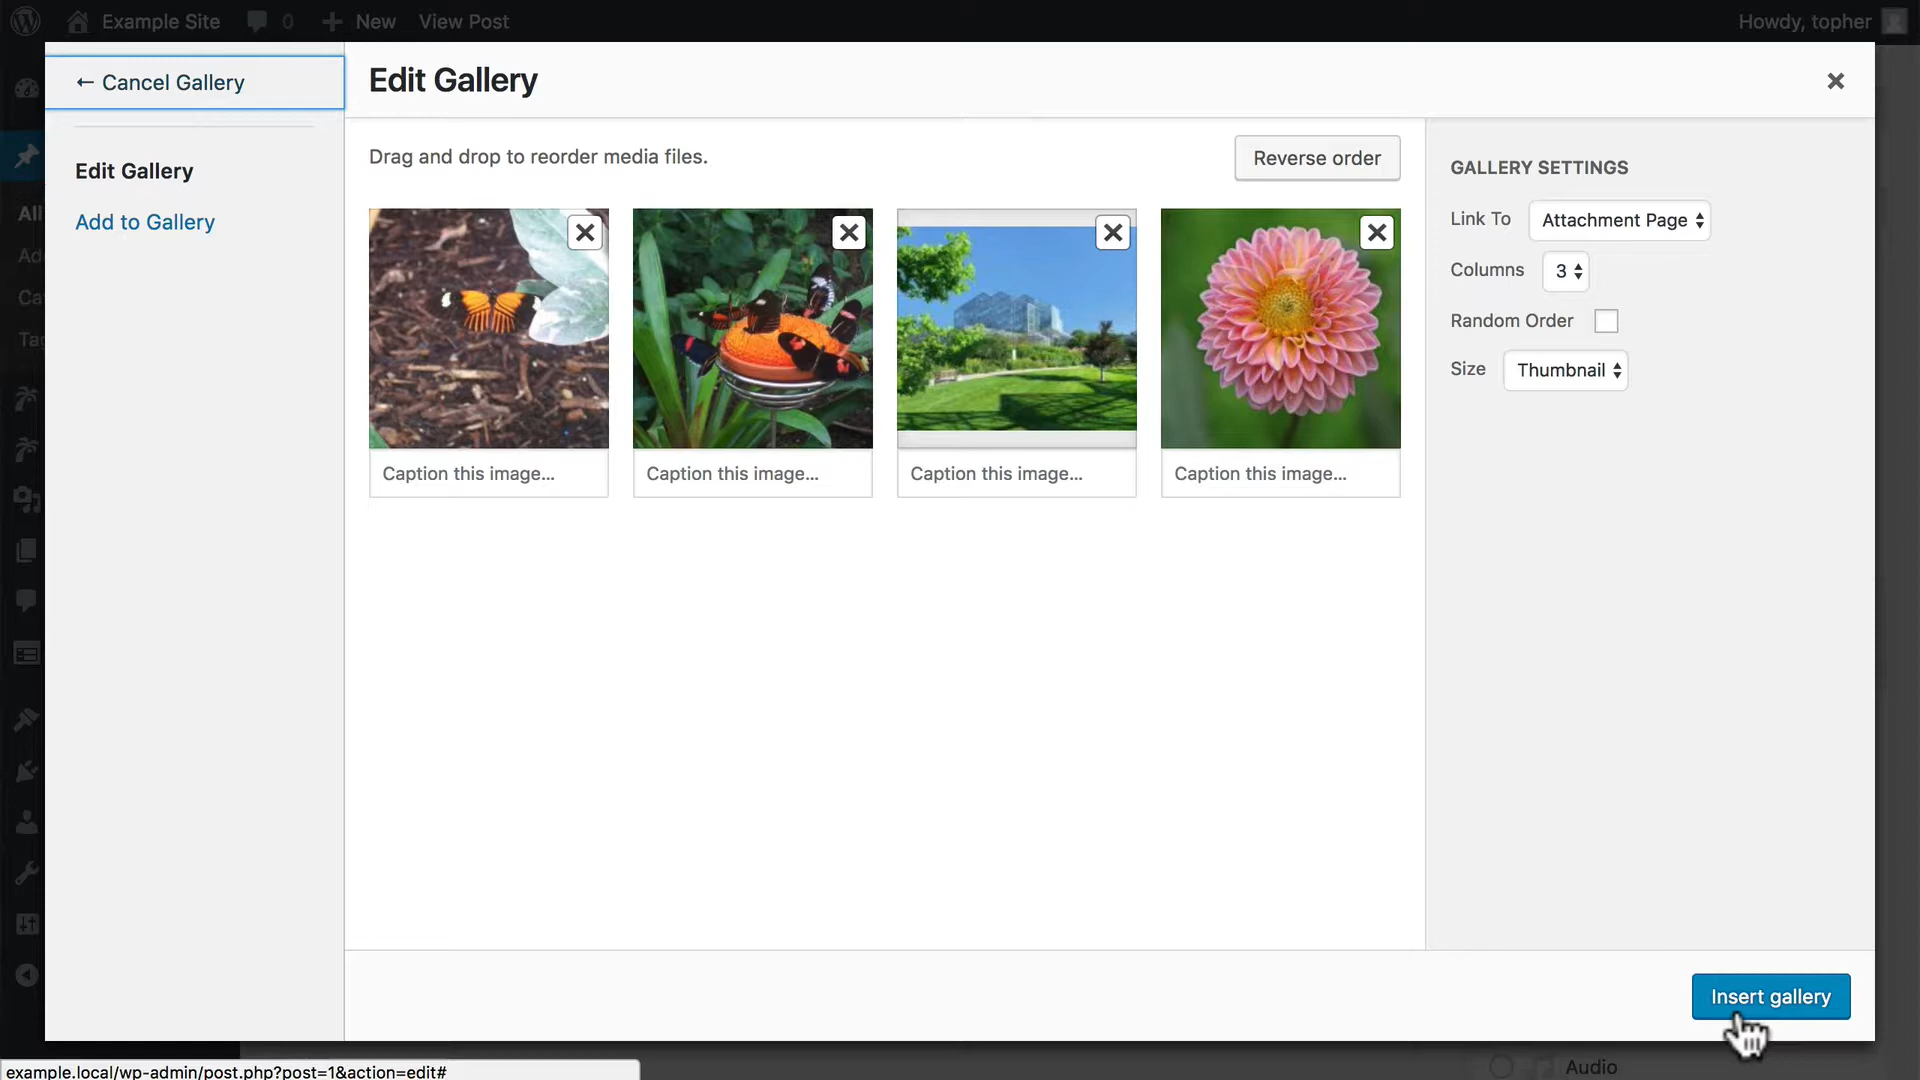 Example Site 0 New View Post
Howdy, topher
← Cancel Gallery
Edit Gallery
Add to Gallery
Edit Gallery
Drag and drop to reorder media files.
Reverse order
Caption this image...
Caption this image...
Caption this image...
Caption this image...
GALLERY SETTINGS
Link To Attachment Page
Columns 3
Random Order
Size Thumbnail
Insert gallery
All
Audio
example.local/wp-admin/post.php?post=1&action=edit#